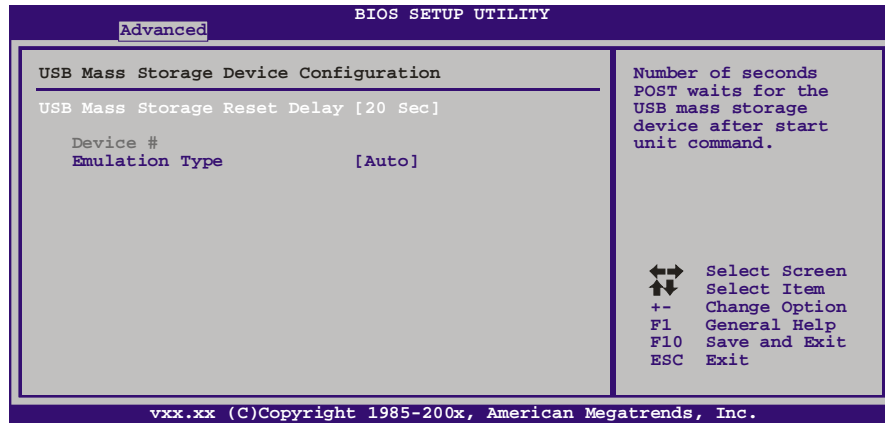 BIOS SETUP UTILITY
Advanced
USB Mass Storage Device Configuration
USB Mass Storage Reset Delay [20 Sec]
Device #
Emulation Type [Auto]
Number of seconds
POST waits for the
USB mass storage
device after start
unit command.
Select Screen
Select Item
+- Change Option
F1 General Help
F10 Save and Exit
ESC Exit
vxx.xx (C)Copyright 1985-200x, American Megatrends, Inc.